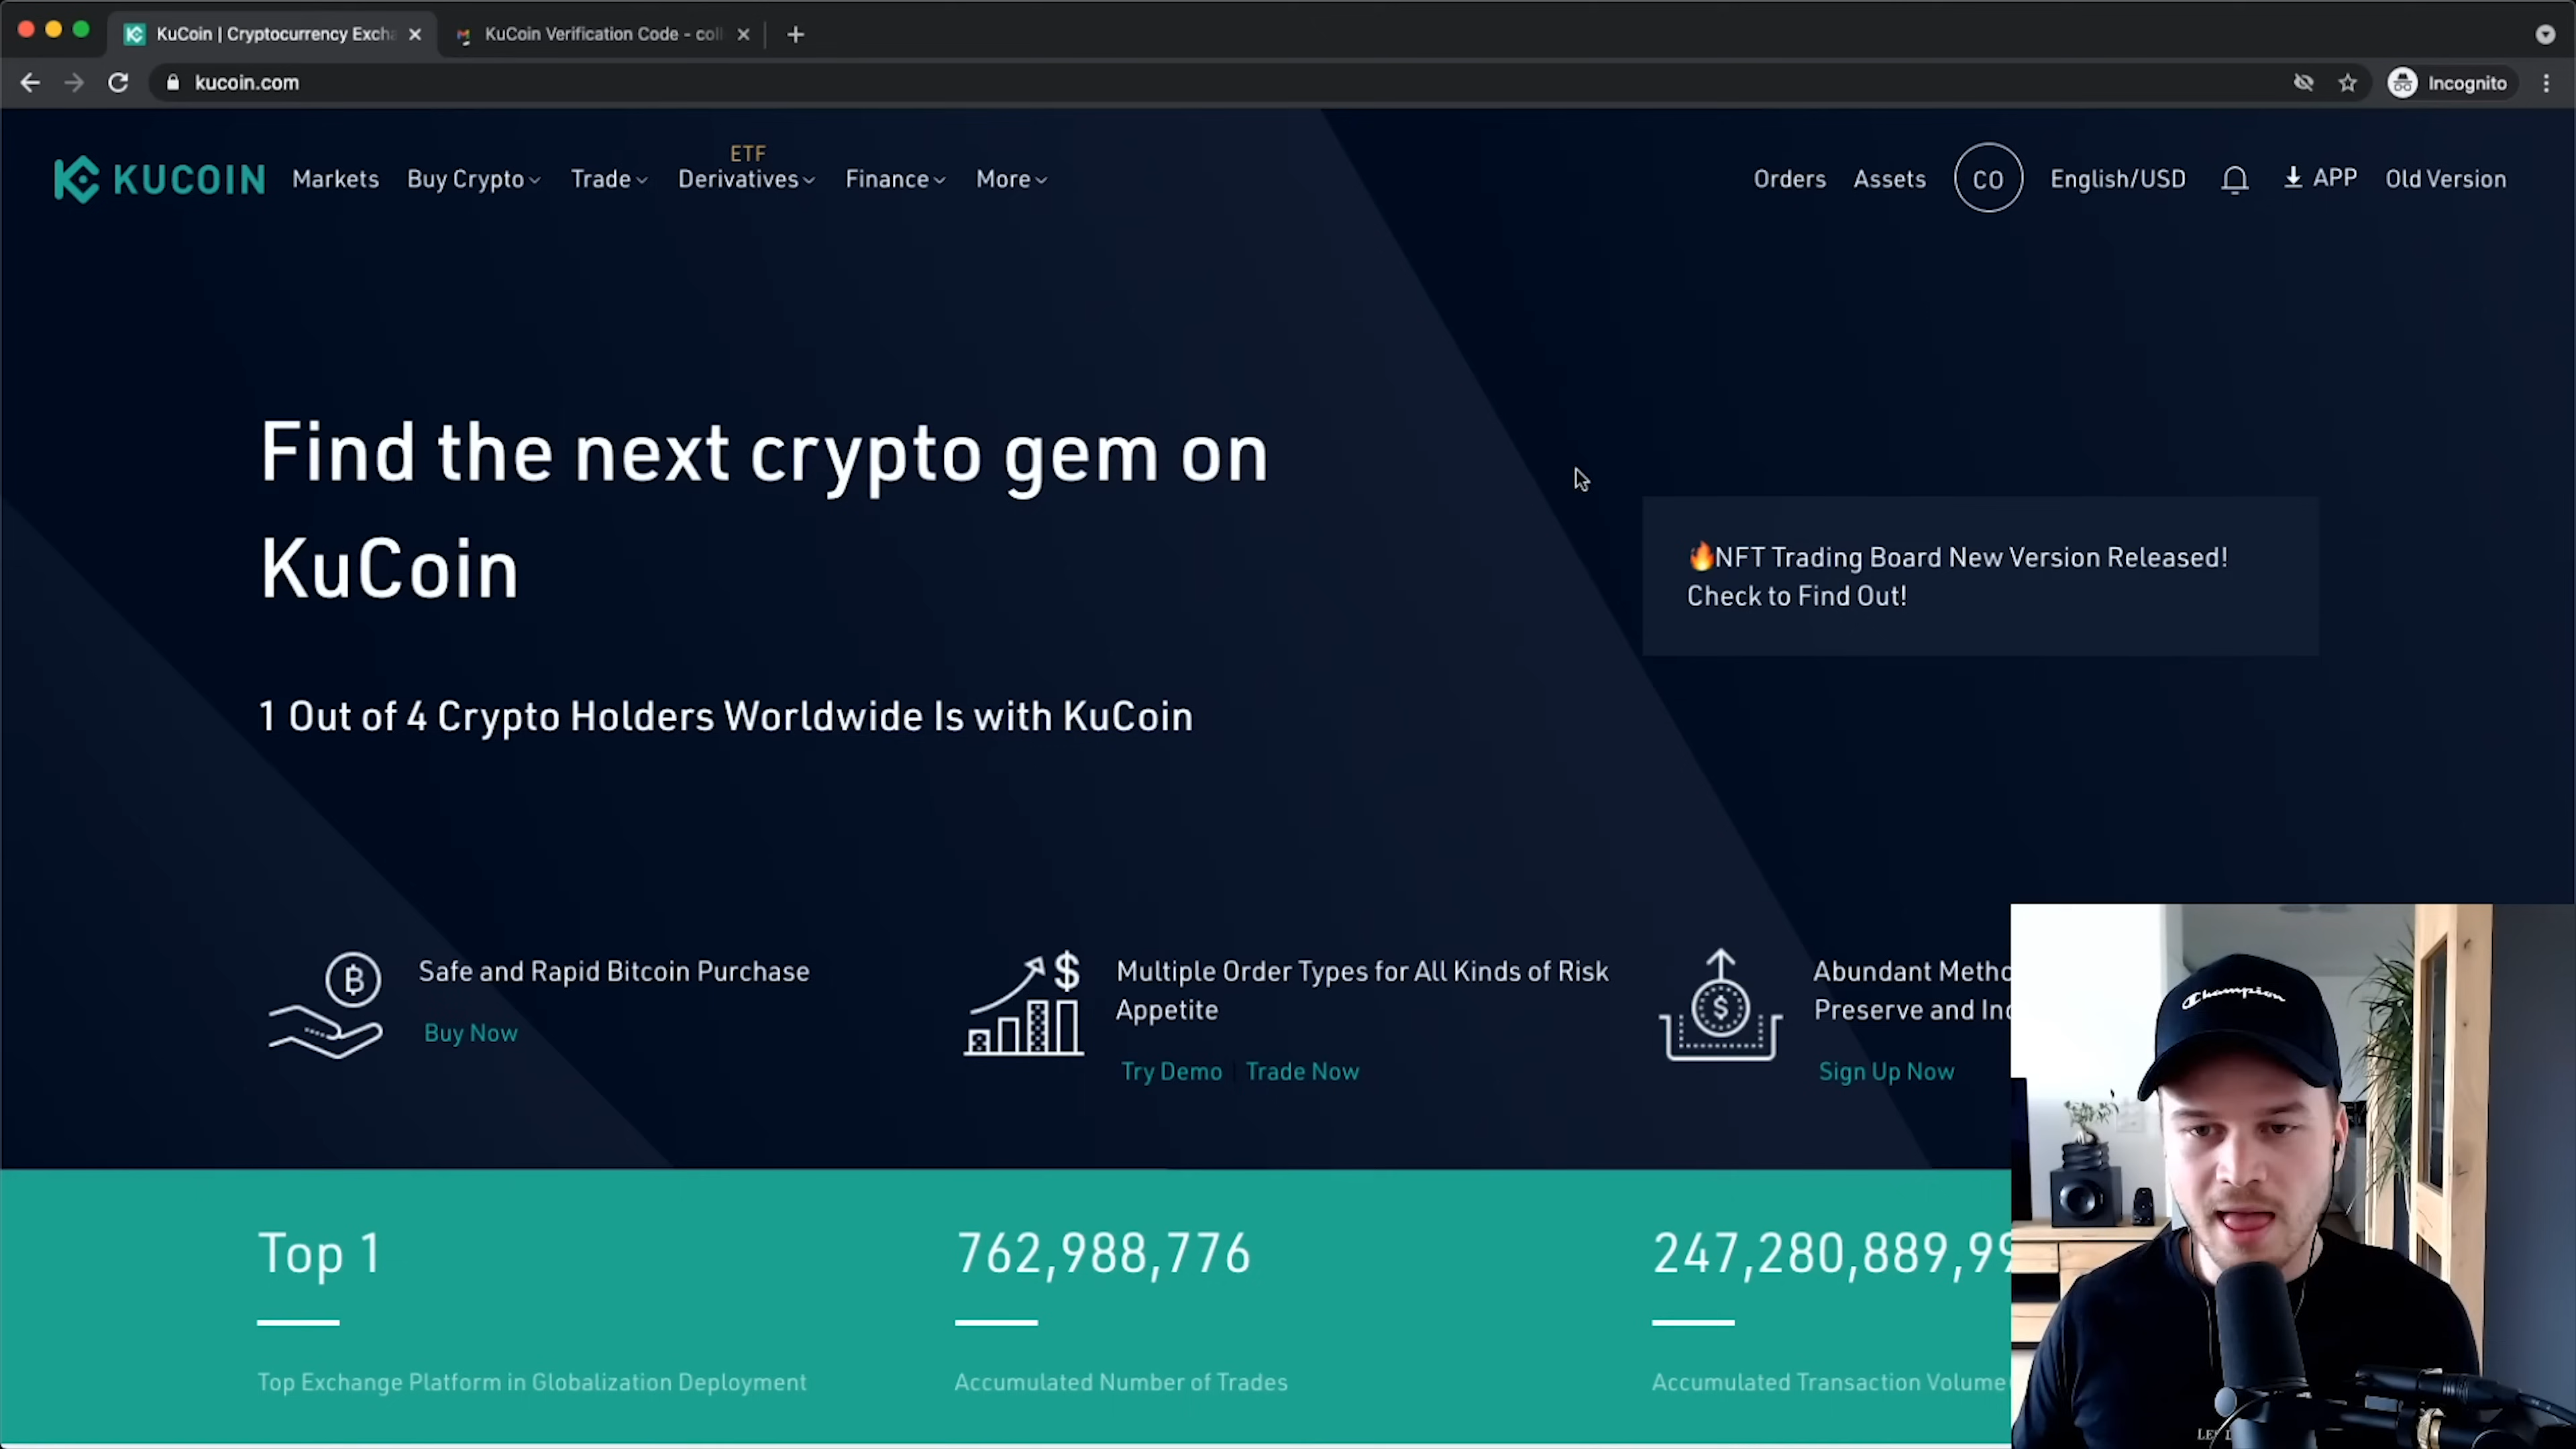 KuCoin | Cryptocurrency Excha
KuCoin Verification Code - coll
kucoin.com
Incognito
KUCOIN
Markets
Buy Crypto
Trade
ETF
Derivatives
Finance
More
Orders
Assets
CO
English/USD
APP
Old Version
Find the next crypto gem on
KuCoin
🔥NFT Trading Board New Version Released!
Check to Find Out!
1 Out of 4 Crypto Holders Worldwide Is with KuCoin
Safe and Rapid Bitcoin Purchase
Buy Now
Multiple Order Types for All Kinds of Risk
Appetite
Try Demo
Trade Now
Abundant Metho
Preserve and Inc
Sign Up Now
Champion
Top 1
762,988,776
247,280,889,99
Top Exchange Platform in Globalization Deployment
Accumulated Number of Trades
Accumulated Transaction Volume